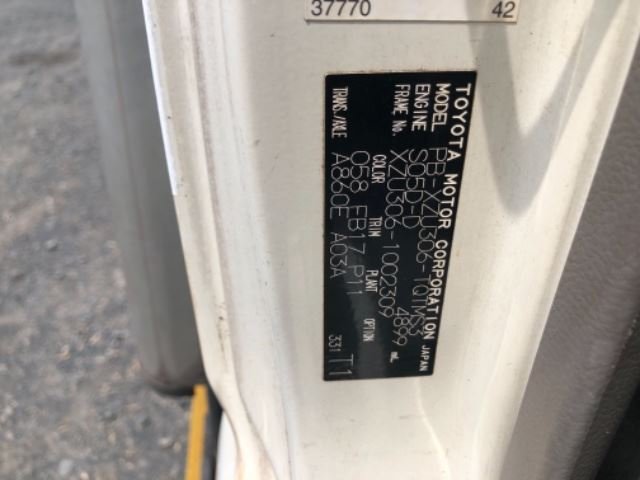 37770 42
TOYOTA MOTOR CORPORATION JAPAN
MODEL PB-XZU306-TQTMS3
ENGINE S05D-D 4899 mL
FRAME No. XZU306-1002309
COLOR TRIM PLANT OPTION
058 FB17 P11 331 T1
TRANS./AXLE A860E A03A